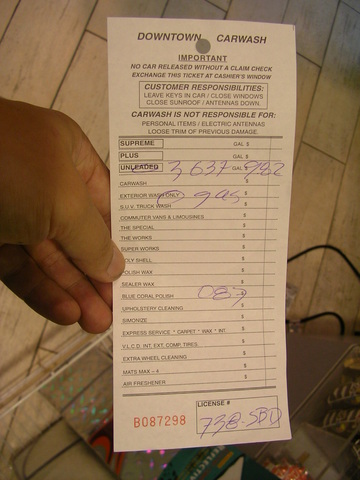 DOWNTOWN CARWASH
IMPORTANT
NO CAR RELEASED WITHOUT A CLAIM CHECK
EXCHANGE THIS TICKET AT CASHIER'S WINDOW
CUSTOMER RESPONSIBILITIES:
LEAVE KEYS IN CAR / CLOSE WINDOWS
CLOSE SUNROOF / ANTENNAS DOWN.
CARWASH IS NOT RESPONSIBLE FOR:
PERSONAL ITEMS / ELECTRIC ANTENNAS
LOOSE TRIM OF PREVIOUS DAMAGE.
SUPREME GAL $
PLUS GAL $
UNLEADED 3,637 GAL $
CARWASH $
EXTERIOR WASH ONLY gas $
S.U.V. TRUCK WASH $
COMMUTER VANS & LIMOUSINES $
THE SPECIAL $
THE WORKS $
SUPER WORKS $
POLY SHELL $
POLISH WAX $
SEALER WAX $
BLUE CORAL POLISH 087 $
UPHOLSTERY CLEANING $
SIMONIZE $
EXPRESS SERVICE * CARPET * WAX * INT. $
V.L.C.D. INT. EXT. COMP. TIRES $
EXTRA WHEEL CLEANING $
MATS MAX – 4 $
AIR FRESHENER $
LICENSE #
B087298 738-SBD